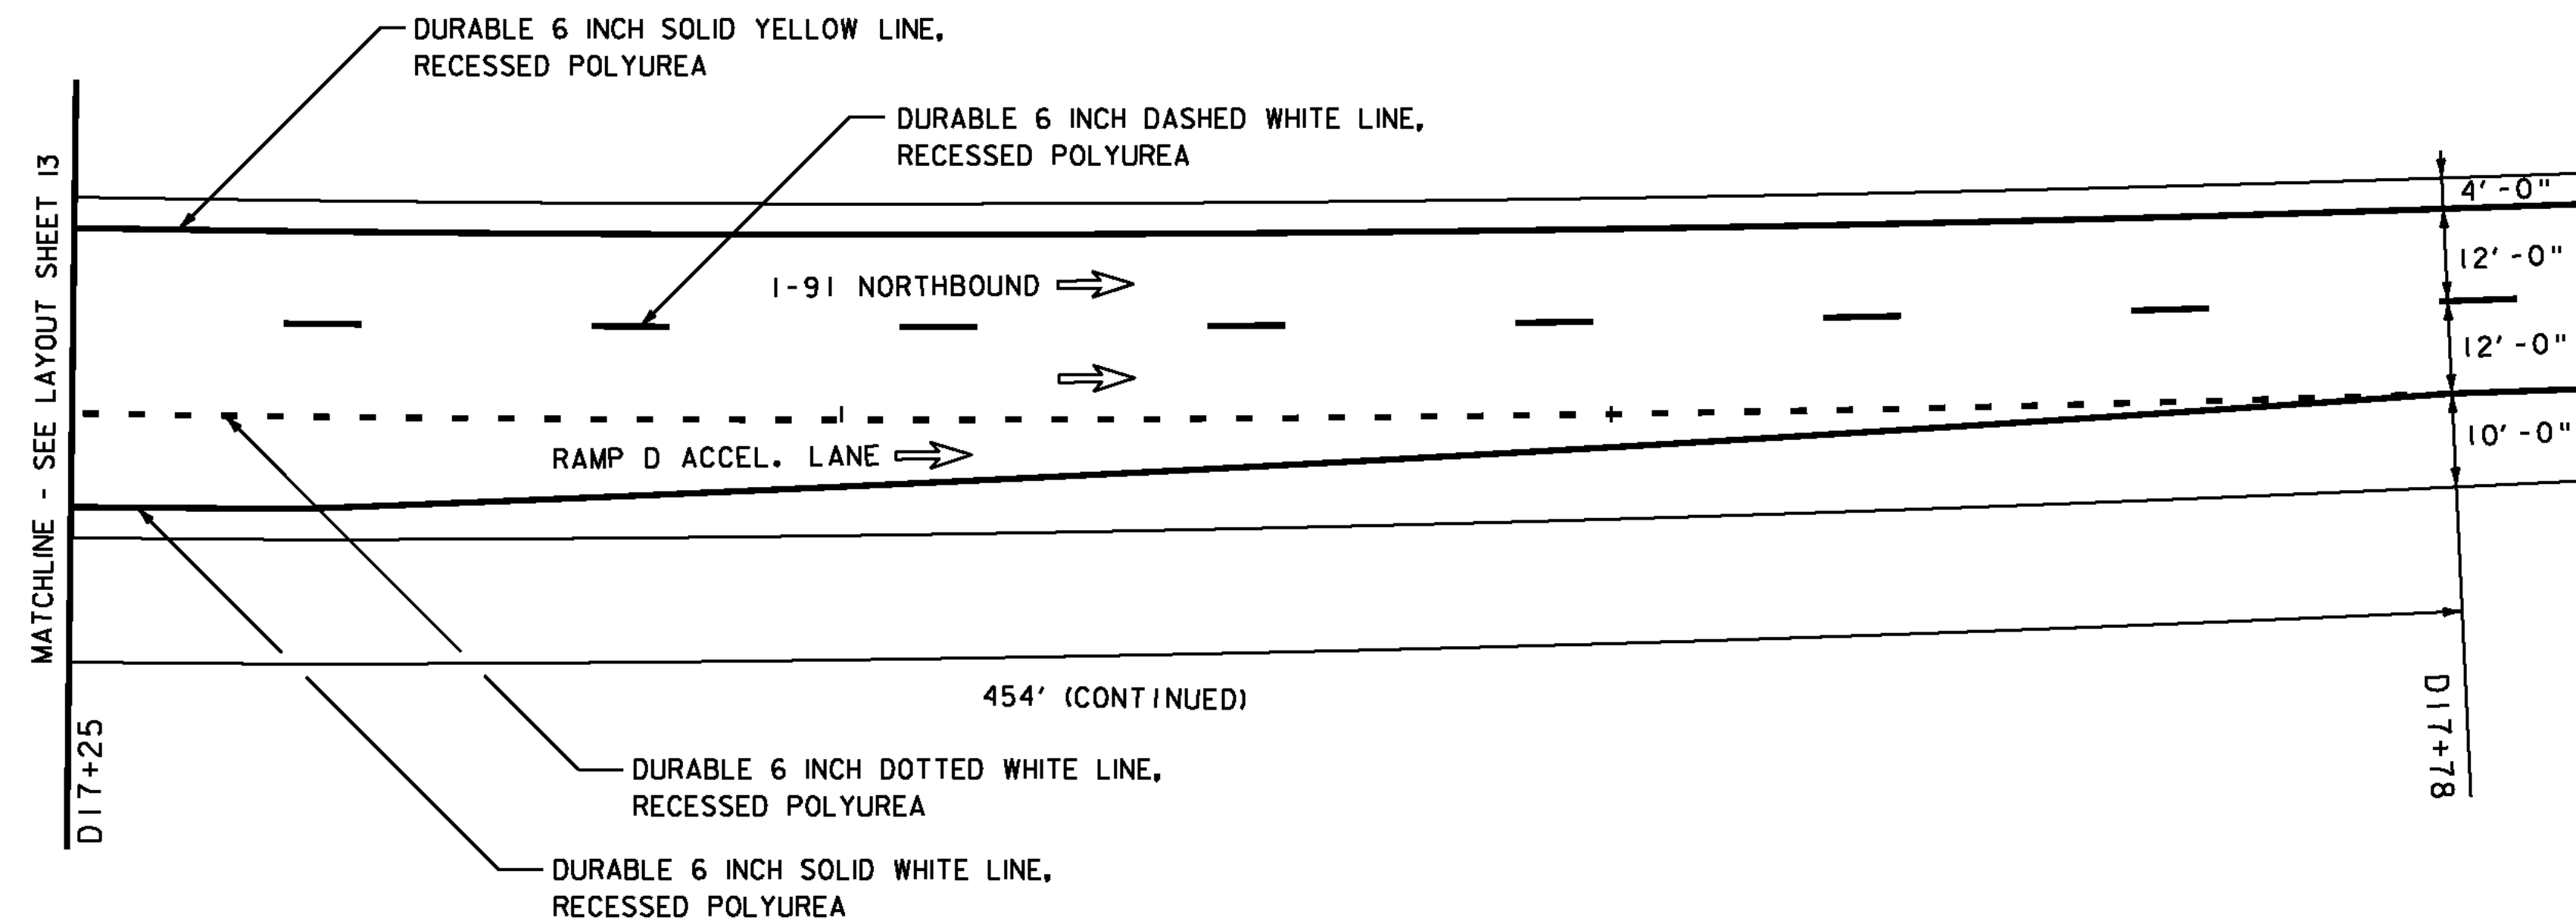 DURABLE 6 INCH SOLID YELLOW LINE,
RECESSED POLYUREA
DURABLE 6 INCH DASHED WHITE LINE,
RECESSED POLYUREA
MATCHLINE - SEE LAYOUT SHEET 13
4'-0"
12'-0"
I-91 NORTHBOUND
12'-0"
10'-0"
RAMP D ACCEL. LANE
454' (CONTINUED)
D17+25
D17+78
DURABLE 6 INCH DOTTED WHITE LINE,
RECESSED POLYUREA
DURABLE 6 INCH SOLID WHITE LINE,
RECESSED POLYUREA